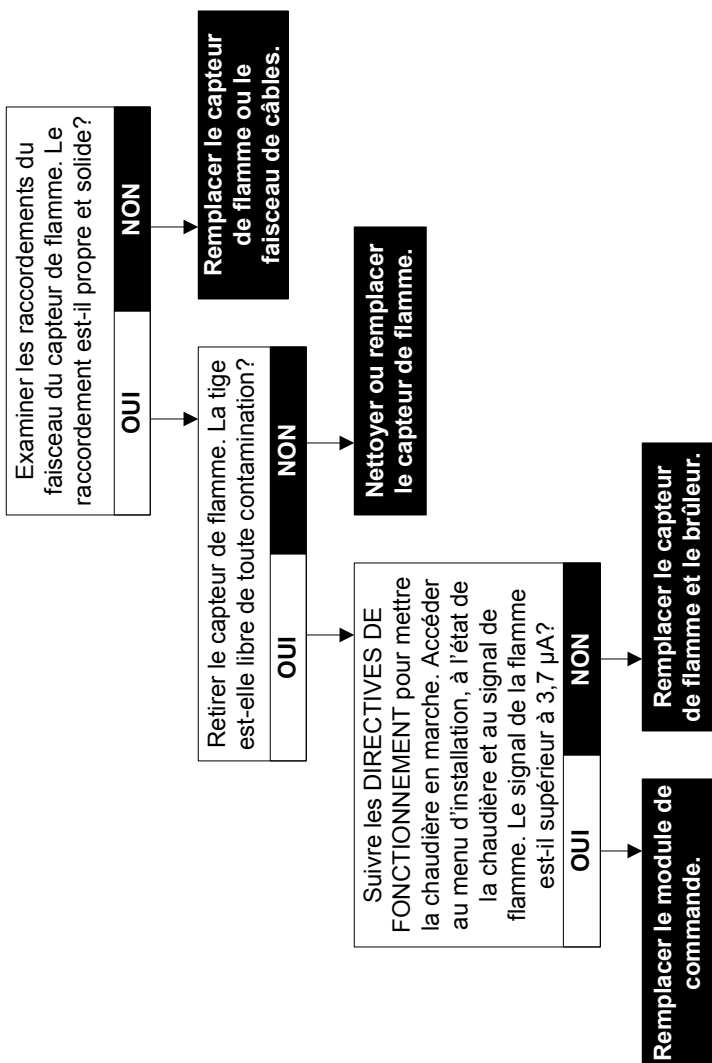 Examiner les raccordements du
faisceau du capteur de flamme. Le
raccordement est-il propre et solide?
OUI
NON
Remplacer le capteur
de flamme ou le
faisceau de câbles.
Retirer le capteur de flamme. La tige
est-elle libre de toute contamination?
OUI
NON
Nettoyer ou remplacer
le capteur de flamme.
Suivre les DIRECTIVES DE
FONCTIONNEMENT pour mettre
la chaudière en marche. Accéder
au menu d’installation, à l’état de
la chaudière et au signal de
flamme. Le signal de la flamme
est-il supérieur à 3,7 µA?
OUI
NON
Remplacer le capteur
de flamme et le brûleur.
Remplacer le module de
commande.